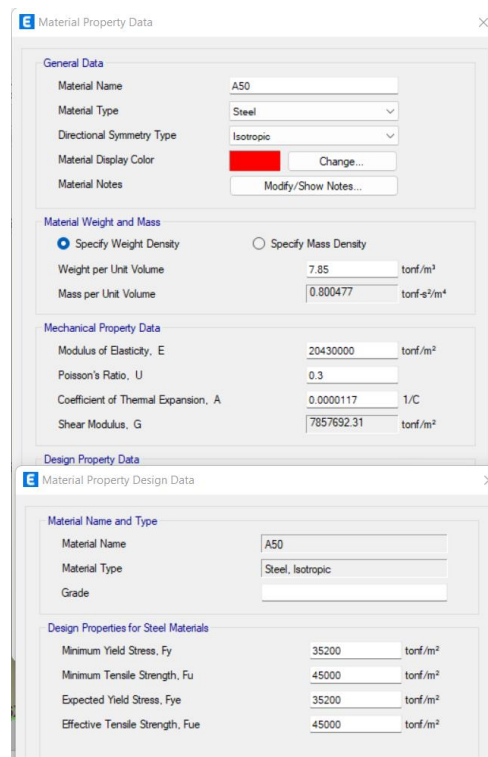 E Material Property Data
General Data
Material Name A50
Material Type Steel
Directional Symmetry Type Isotropic
Material Display Color Change...
Material Notes Modify/Show Notes...
Material Weight and Mass
Specify Weight Density Specify Mass Density
Weight per Unit Volume 7.85 tonf/m³
Mass per Unit Volume 0.800477 tonf-s²/m⁴
Mechanical Property Data
Modulus of Elasticity, E 20430000 tonf/m²
Poisson's Ratio, U 0.3
Coefficient of Thermal Expansion, A 0.0000117 1/C
Shear Modulus, G 7857692.31 tonf/m²
Design Property Data
E Material Property Design Data
Material Name and Type
Material Name A50
Material Type Steel, Isotropic
Grade
Design Properties for Steel Materials
Minimum Yield Stress, Fy 35200 tonf/m²
Minimum Tensile Strength, Fu 45000 tonf/m²
Expected Yield Stress, Fye 35200 tonf/m²
Effective Tensile Strength, Fue 45000 tonf/m²